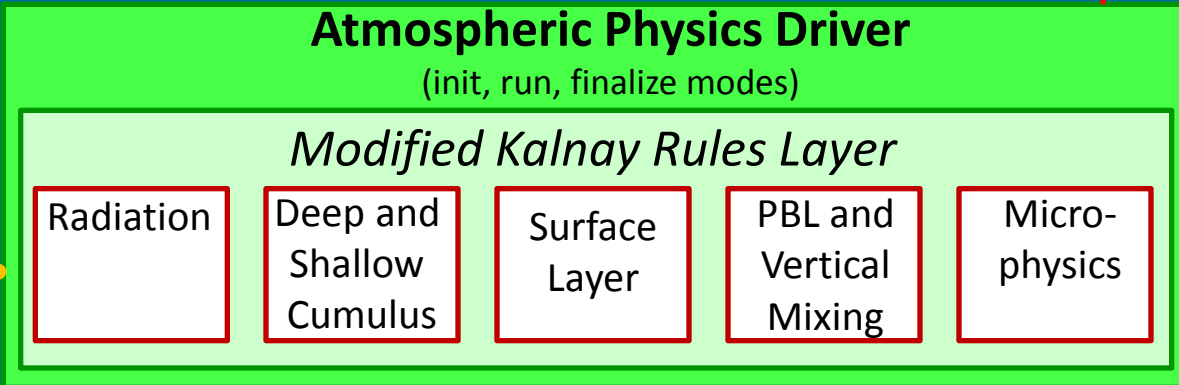 Atmospheric Physics Driver
(init, run, finalize modes)
Modified Kalnay Rules Layer
Radiation
Deep and
Shallow
Cumulus
Surface
Layer
PBL and
Vertical
Mixing
Micro-
physics